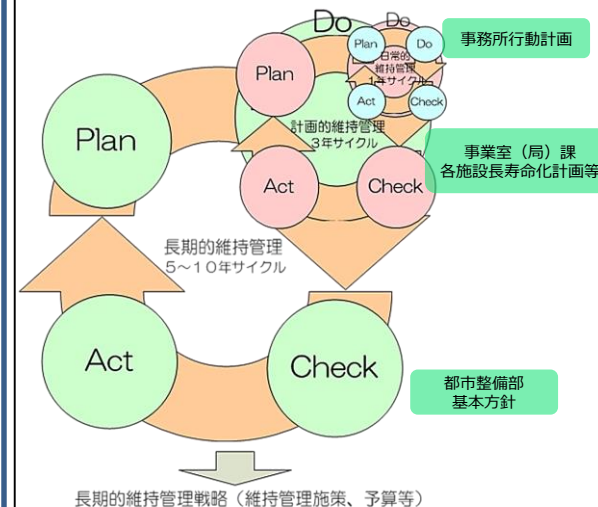 Do
Do
事務所行動計画
Plan
Do
Plan
日常的
維持管理
1年サイクル
Act
Check
Plan
計画的維持管理
3年サイクル
事業室（局）課
各施設長寿命化計画等
Act
Check
長期的維持管理
5～10年サイクル
Act
Check
都市整備部
基本方針
長期的維持管理戦略（維持管理施策、予算等）